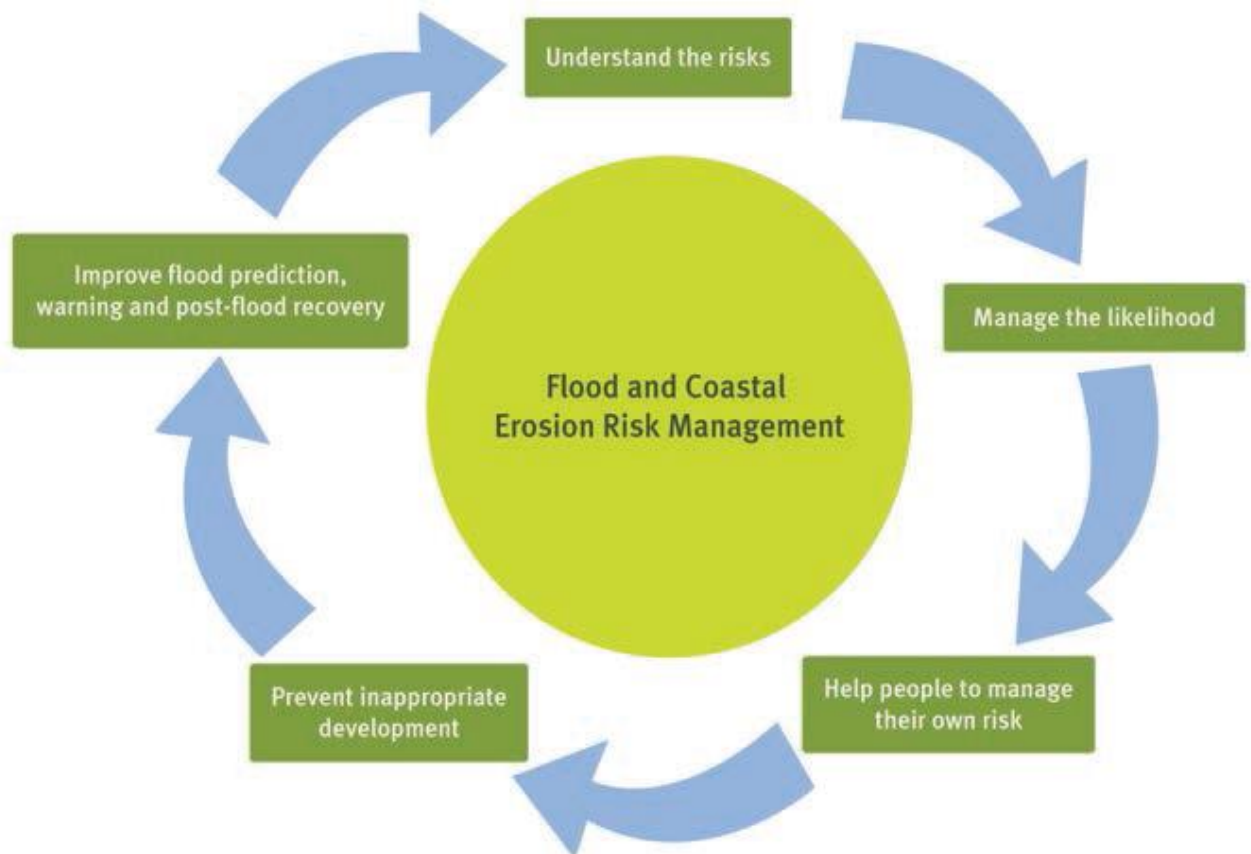 Understand the risks
Manage the likelihood
Help people to manage
their own risk
Prevent inappropriate
development
Improve flood prediction,
warning and post-flood recovery
Flood and Coastal
Erosion Risk Management